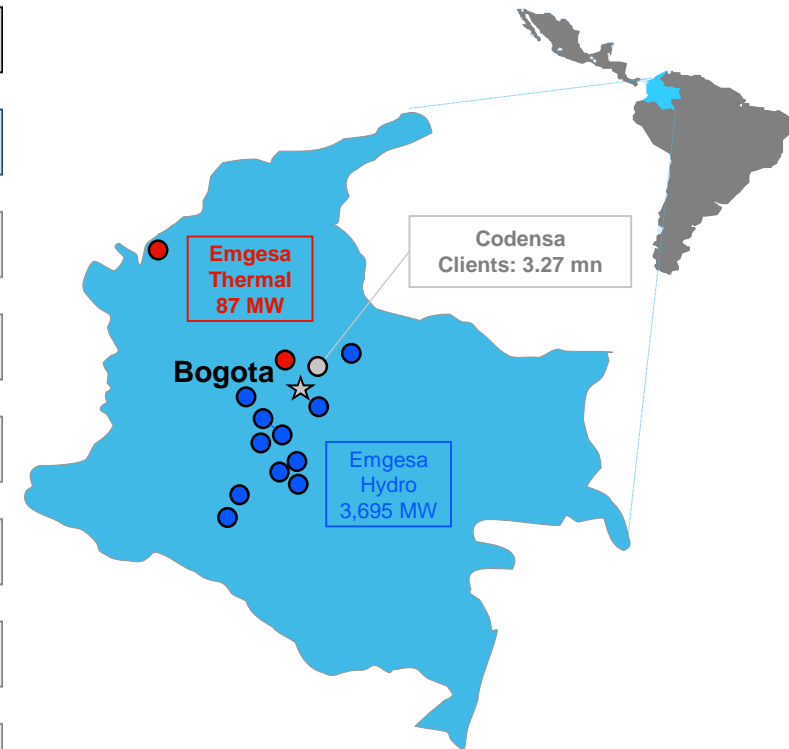 Codensa
Clients: 3.27 mn
Emgesa
Thermal
87 MW
Bogota
Emgesa
Hydro
3,695 MW